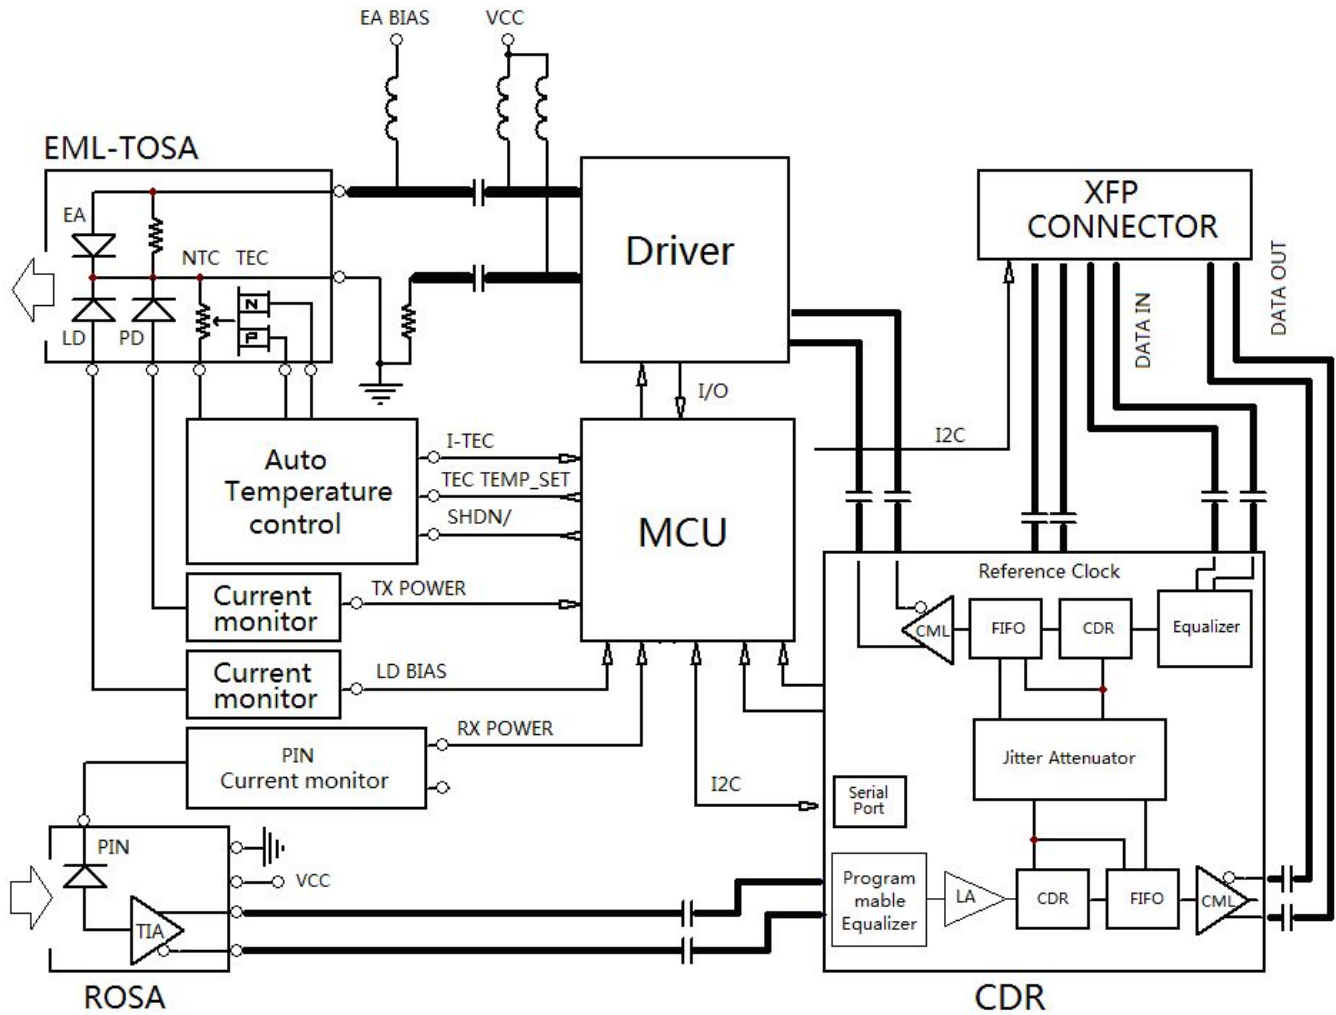 EA BIAS
VCC
EML-TOSA
EA
NTC TEC
LD
PD
N
P
Driver
XFP
CONNECTOR
DATA IN
DATA OUT
I/O
I2C
Auto
Temperature
control
I-TEC
TEC TEMP_SET
SHDN/
MCU
Reference Clock
CML
FIFO
CDR
Equalizer
Current
monitor
TX POWER
Current
monitor
LD BIAS
PIN
Current monitor
RX POWER
I2C
Jitter Attenuator
Serial
Port
PIN
VCC
TIA
ROSA
Program
mable
Equalizer
LA
CDR
FIFO
CML
CDR